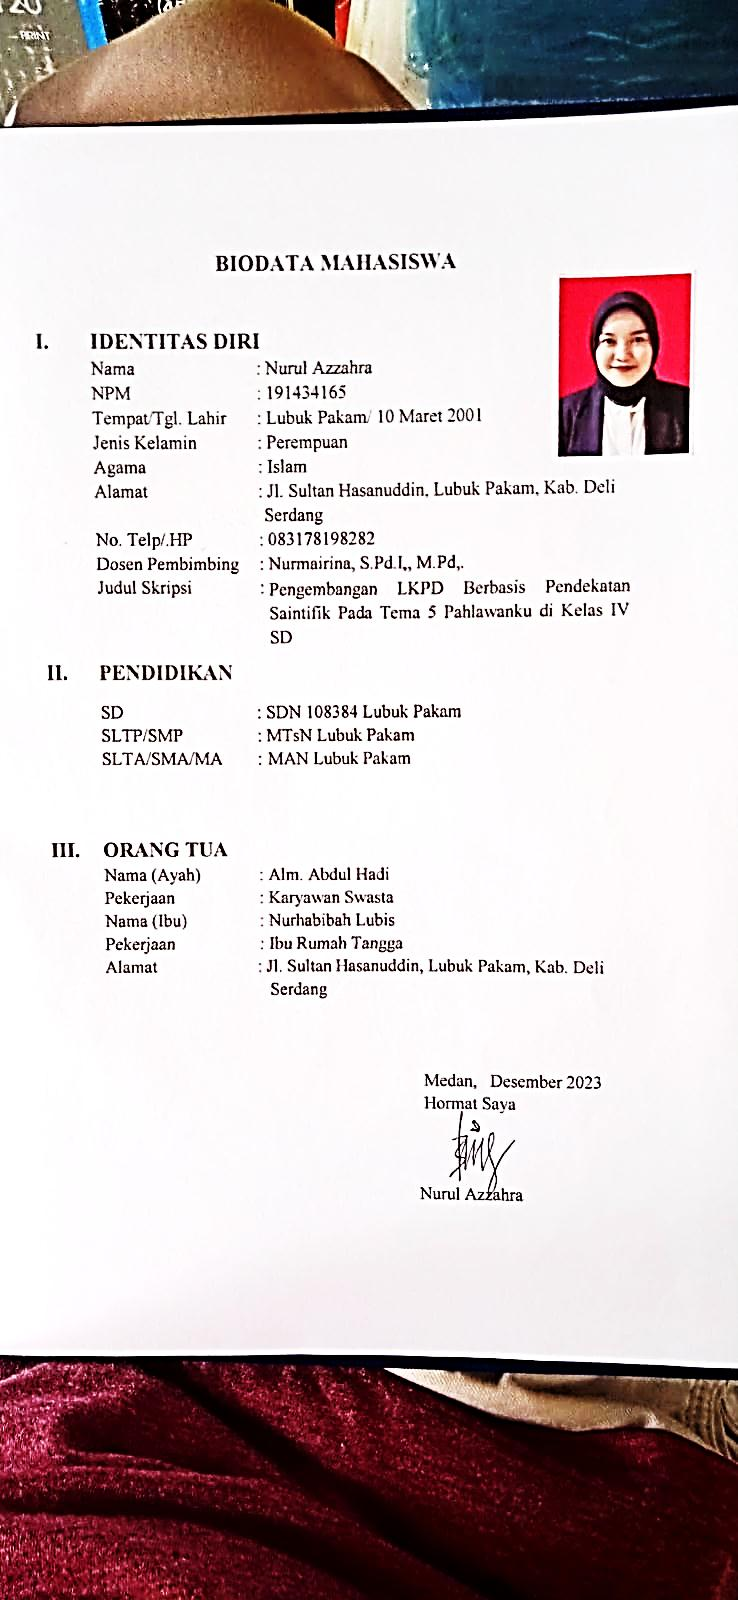 PRINT
BIODATA MAHASISWA
I. IDENTITAS DIRI
Nama : Nurul Azzahra
NPM : 191434165
Tempat/Tgl. Lahir : Lubuk Pakam/ 10 Maret 2001
Jenis Kelamin : Perempuan
Agama : Islam
Alamat : Jl. Sultan Hasanuddin, Lubuk Pakam, Kab. Deli
Serdang
No. Telp/.HP : 083178198282
Dosen Pembimbing : Nurmairina, S.Pd.I,, M.Pd,.
Judul Skripsi : Pengembangan LKPD Berbasis Pendekatan
Saintifik Pada Tema 5 Pahlawanku di Kelas IV
SD
II. PENDIDIKAN
SD : SDN 108384 Lubuk Pakam
SLTP/SMP : MTsN Lubuk Pakam
SLTA/SMA/MA : MAN Lubuk Pakam
III. ORANG TUA
Nama (Ayah) : Alm. Abdul Hadi
Pekerjaan : Karyawan Swasta
Nama (Ibu) : Nurhabibah Lubis
Pekerjaan : Ibu Rumah Tangga
Alamat : Jl. Sultan Hasanuddin, Lubuk Pakam, Kab. Deli
Serdang
Medan, Desember 2023
Hormat Saya
Nurul Azzahra